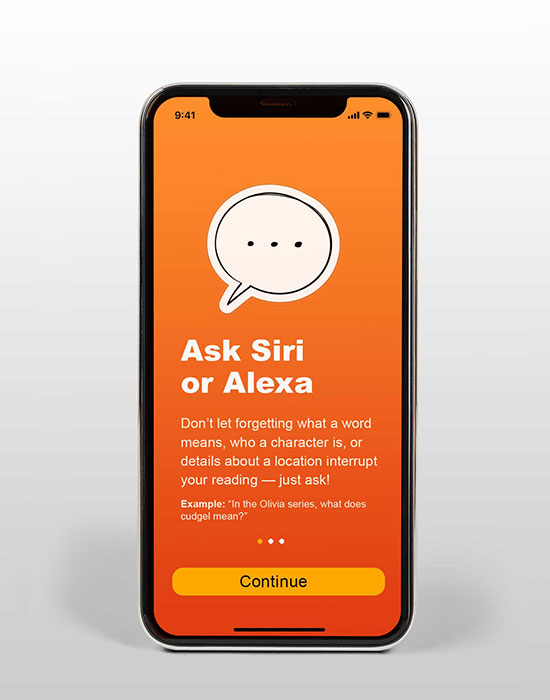 9:41
Ask Siri
or Alexa
Don’t let forgetting what a word
means, who a character is, or
details about a location interrupt
your reading — just ask!
Example: “In the Olivia series, what does
cudgel mean?”
Continue